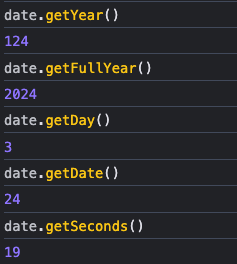 date.getYear()
124
date.getFullYear()
2024
date.getDay()
3
date.getDate()
24
date.getSeconds()
19